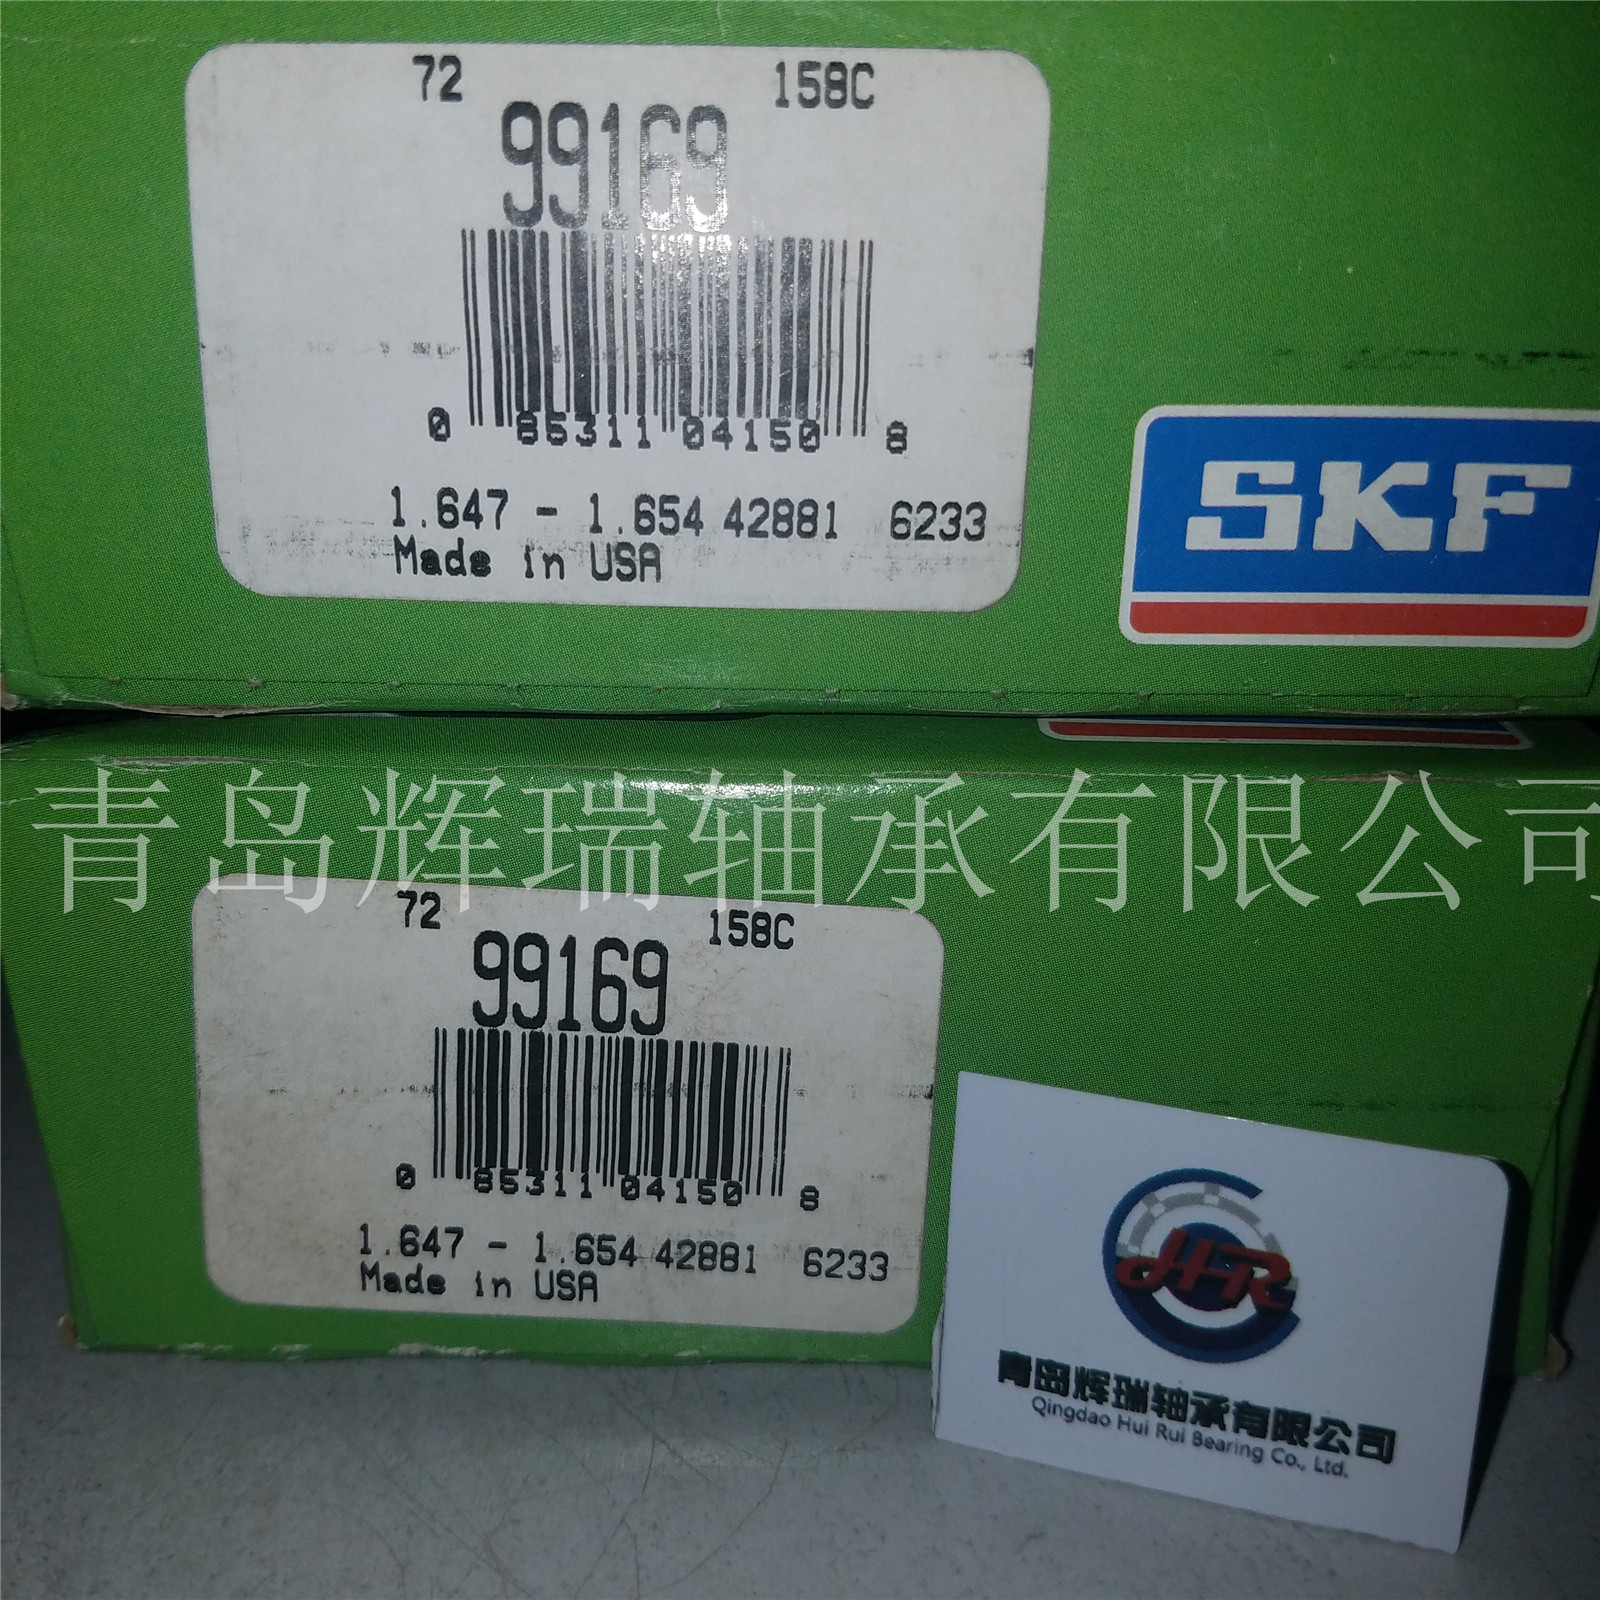 72 158C
99169
0 85311 04150 8
1.647 - 1.654 42881 6233
Made in USA
SKF
青岛辉瑞轴承有限公司
72 158C
99169
0 85311 04150 8
1.647 - 1.654 42881 6233
Made in USA
HR
青岛辉瑞轴承有限公司
Qingdao Hui Rui Bearing Co., Ltd.